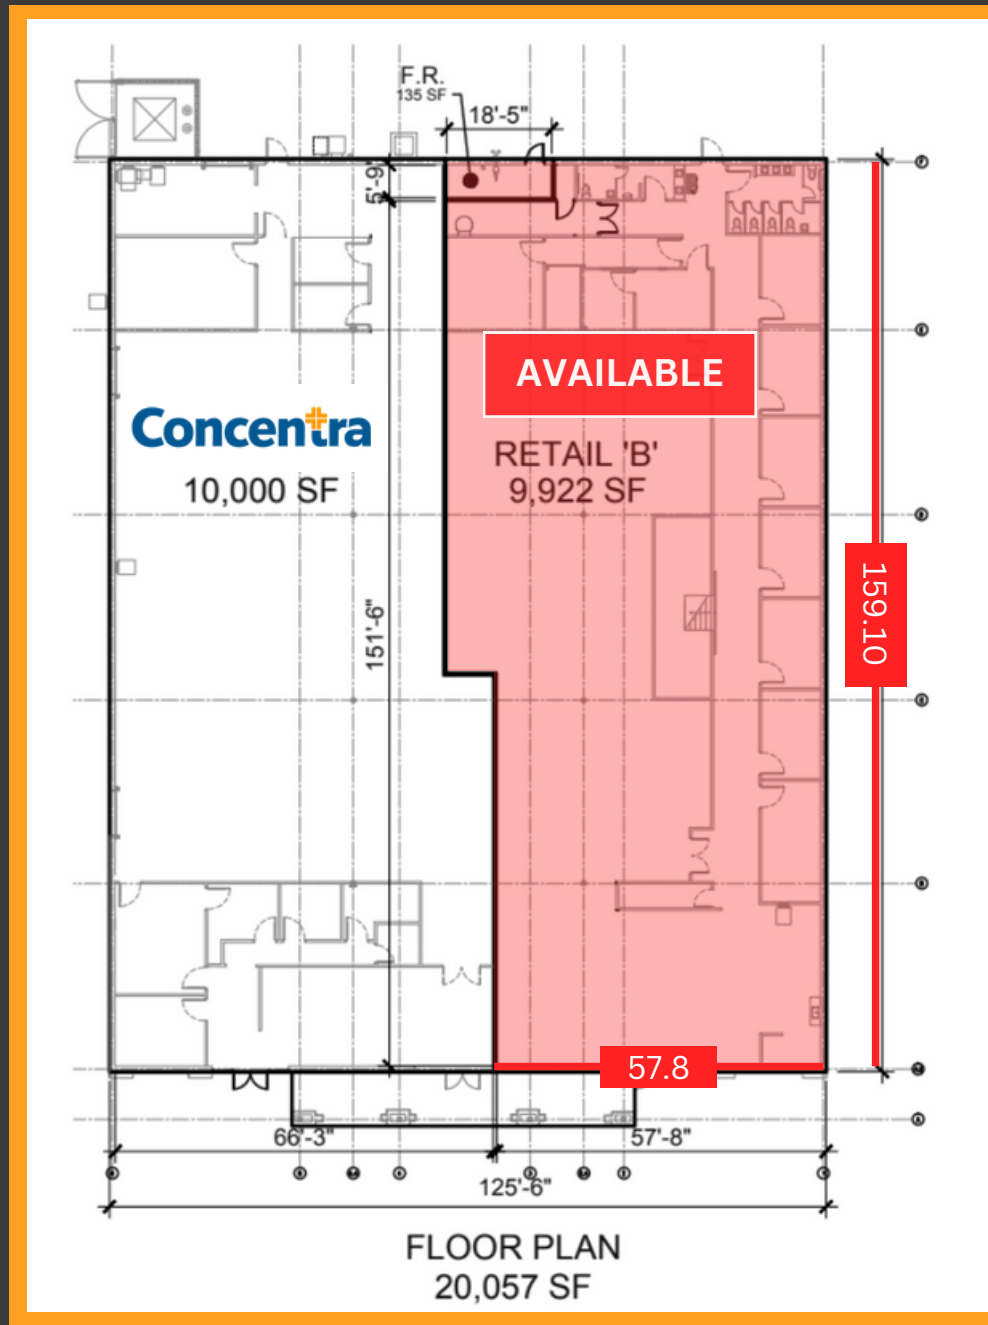 F.R.
135 SF
18'-5"
5'-9"
AVAILABLE
Concentra
10,000 SF
RETAIL 'B'
9,922 SF
151'-6"
159.10
57.8
66'-3"
57'-8"
125'-6"
FLOOR PLAN
20,057 SF